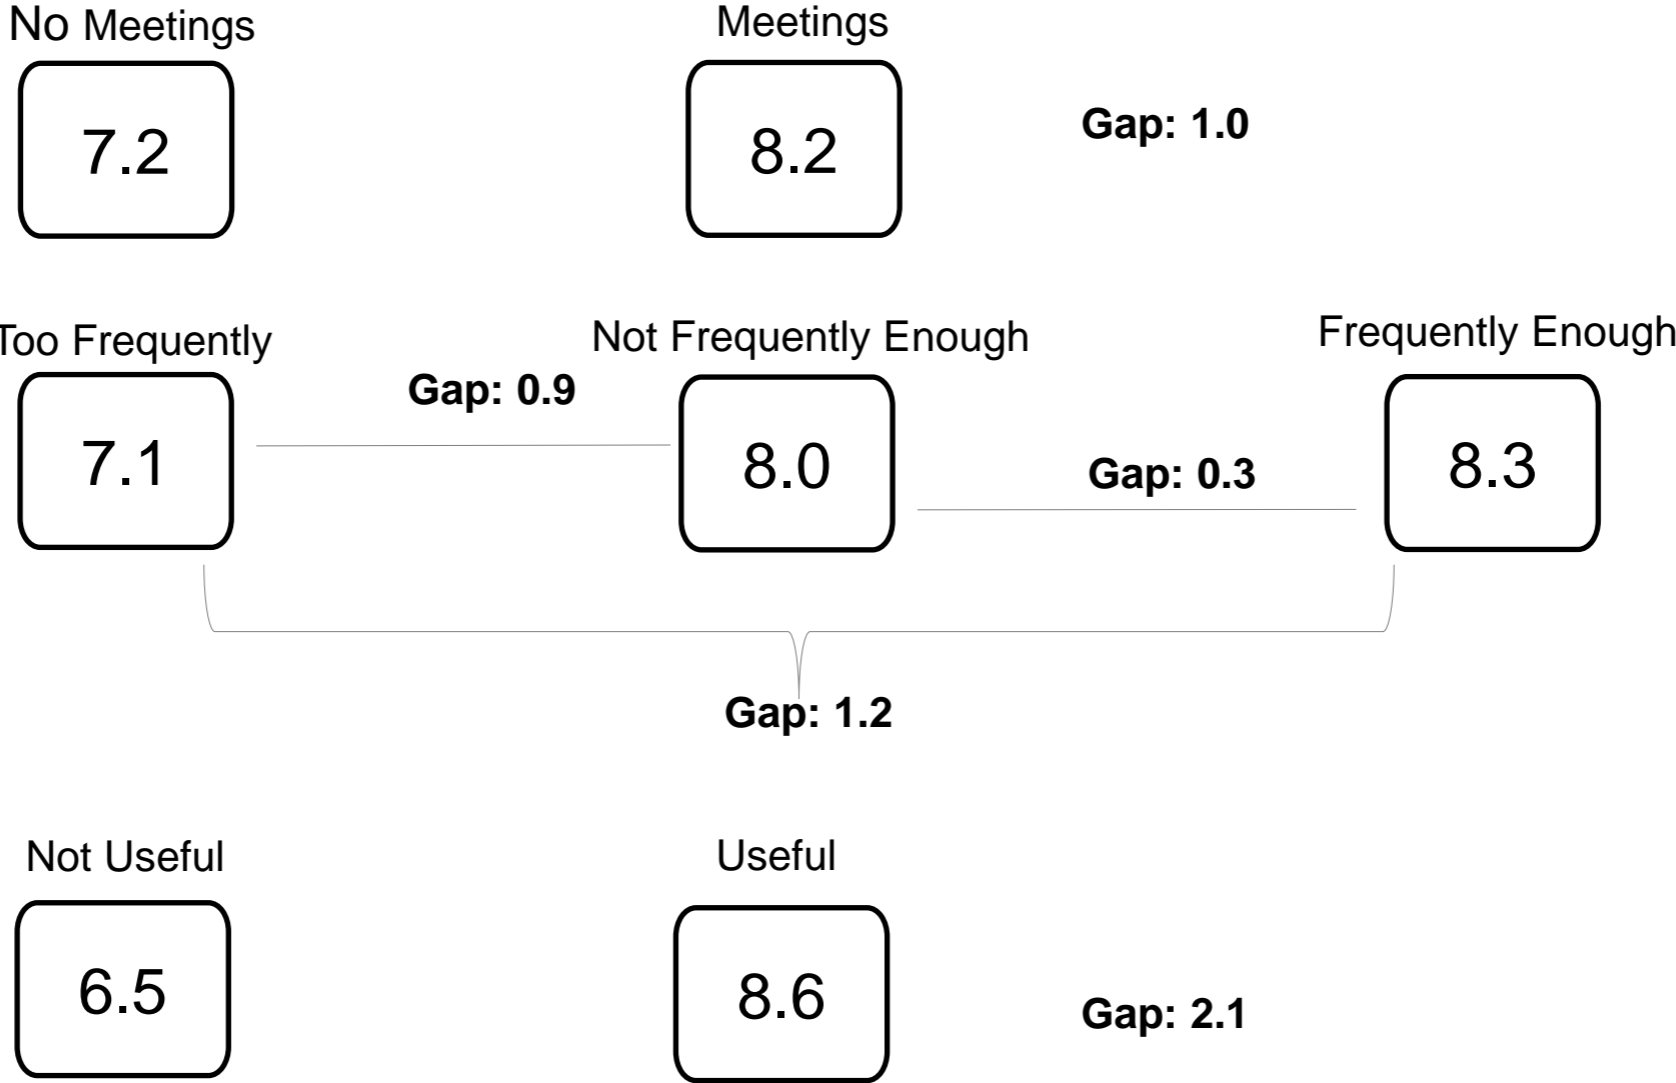 No Meetings
Meetings
7.2
8.2
Gap: 1.0
Too Frequently
Not Frequently Enough
Frequently Enough
Gap: 0.9
7.1
8.0
Gap: 0.3
8.3
Gap: 1.2
Not Useful
Useful
6.5
8.6
Gap: 2.1